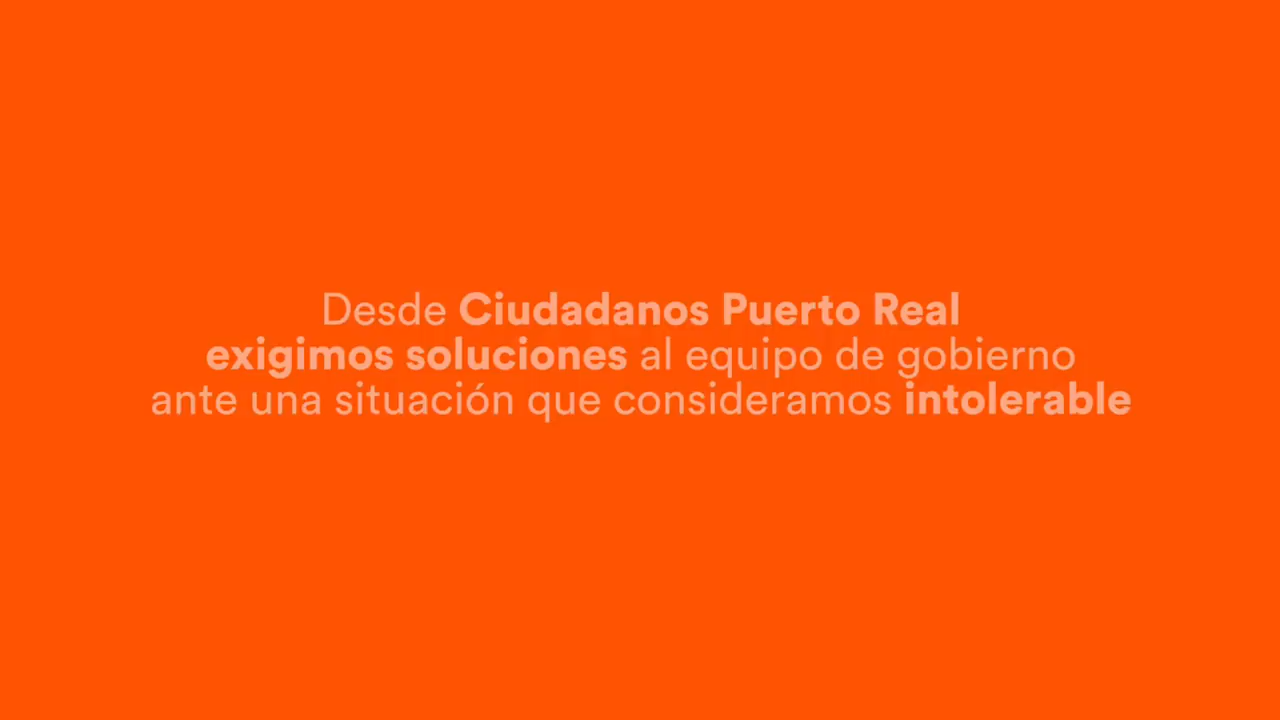 Desde Ciudadanos Puerto Real
exigimos soluciones al equipo de gobierno
ante una situación que consideramos intolerable